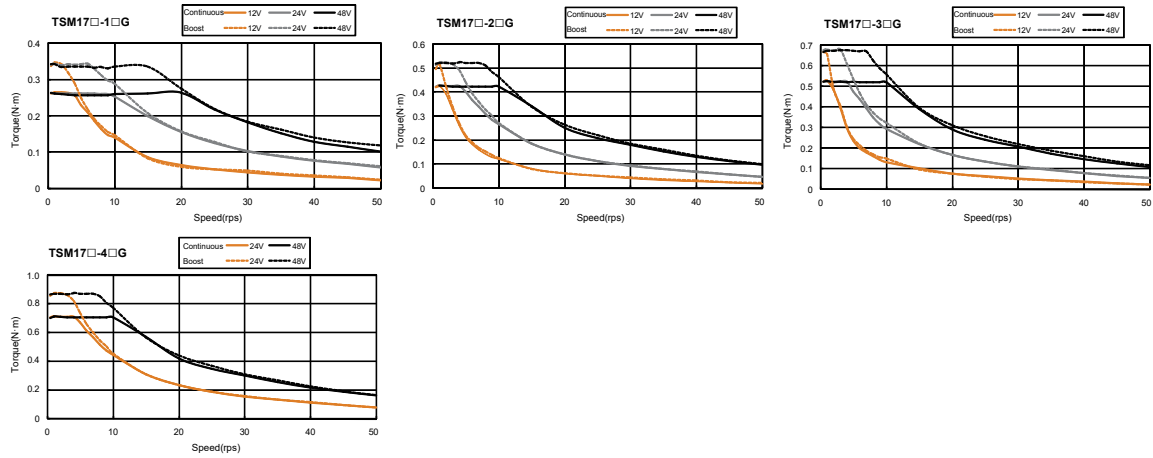 TSM17□-1□G
Continuous 12V 24V 48V
Boost 12V 24V 48V
Torque(N·m)
0.4
0.3
0.2
0.1
0
0 10 20 30 40 50
Speed(rps)
TSM17□-2□G
Continuous 12V 24V 48V
Boost 12V 24V 48V
Torque(N·m)
0.6
0.5
0.4
0.3
0.2
0.1
0
0 10 20 30 40 50
Speed(rps)
TSM17□-3□G
Continuous 12V 24V 48V
Boost 12V 24V 48V
Torque(N·m)
0.7
0.6
0.5
0.4
0.3
0.2
0.1
0
0 10 20 30 40 50
Speed(rps)
TSM17□-4□G
Continuous 24V 48V
Boost 24V 48V
Torque(N·m)
1.0
0.8
0.6
0.4
0.2
0
0 10 20 30 40 50
Speed(rps)